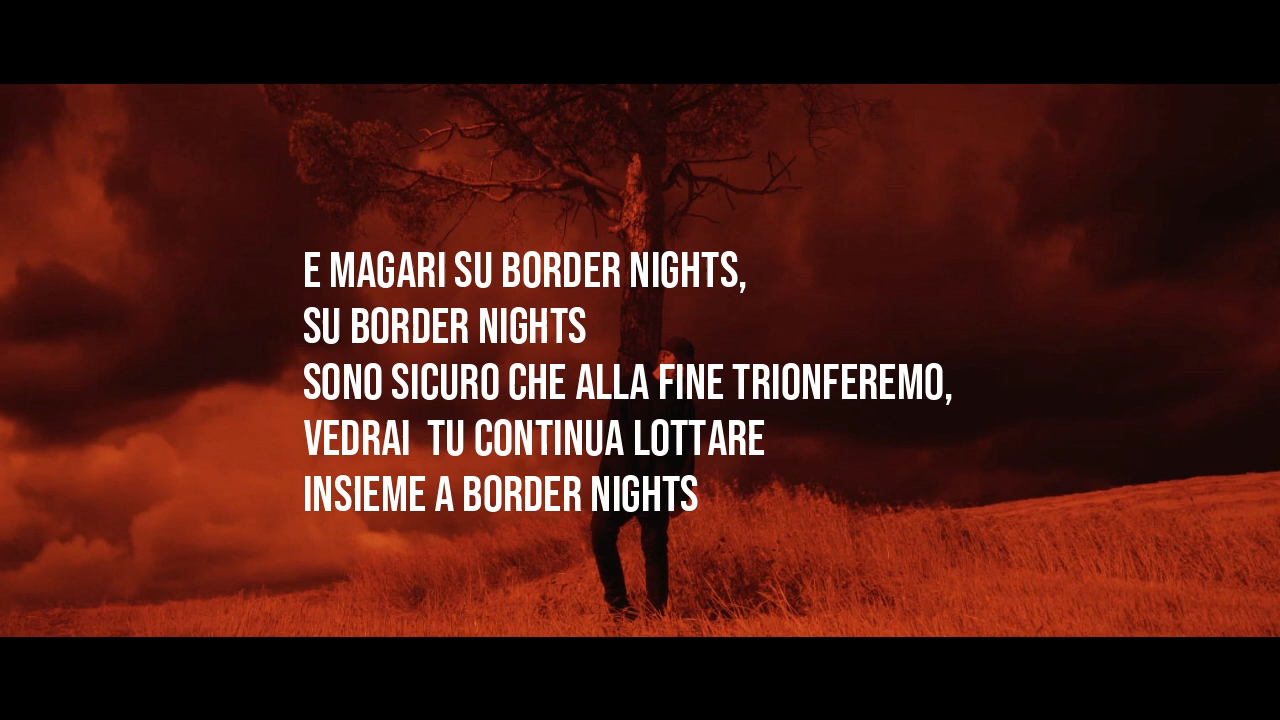 E MAGARI SU BORDER NIGHTS,
SU BORDER NIGHTS
SONO SICURO CHE ALLA FINE TRIONFEREMO,
VEDRAI  TU CONTINUA LOTTARE
INSIEME A BORDER NIGHTS